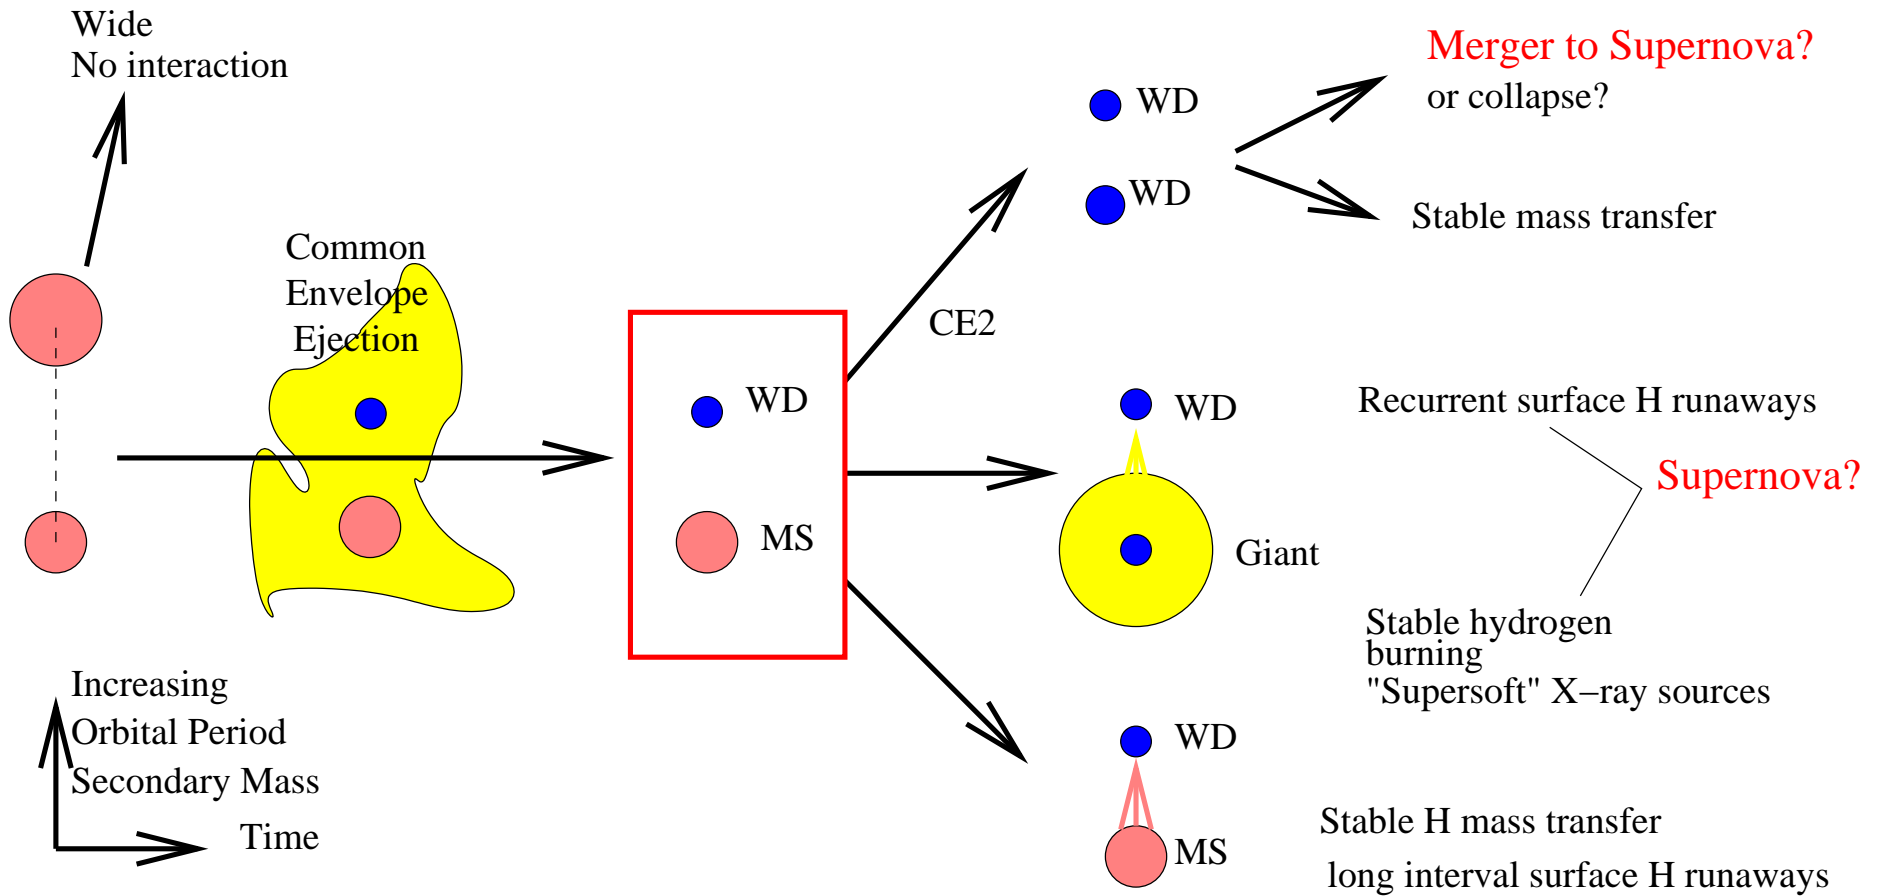 Wide
No interaction
Common
Envelope
Ejection
WD
MS
CE2
WD
WD
Merger to Supernova?
or collapse?
Stable mass transfer
WD
Giant
Recurrent surface H runaways
Supernova?
Stable hydrogen
burning
"Supersoft" X−ray sources
WD
MS
Stable H mass transfer
long interval surface H runaways
Increasing
Orbital Period
Secondary Mass
Time